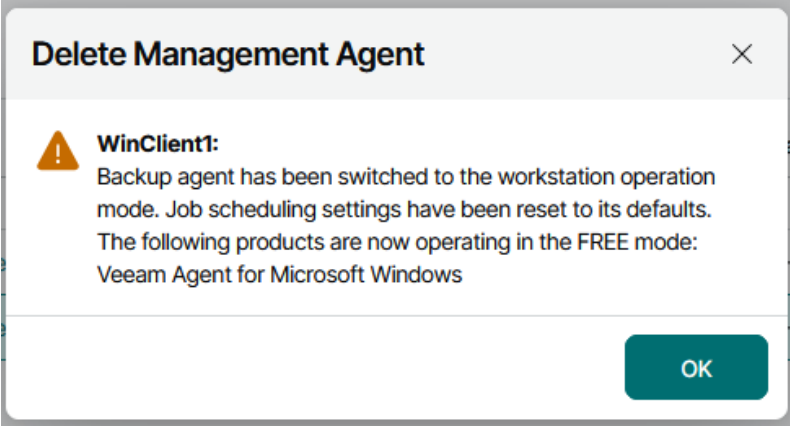 Delete Management Agent
WinClient1:
Backup agent has been switched to the workstation operation
mode. Job scheduling settings have been reset to its defaults.
The following products are now operating in the FREE mode:
Veeam Agent for Microsoft Windows
OK